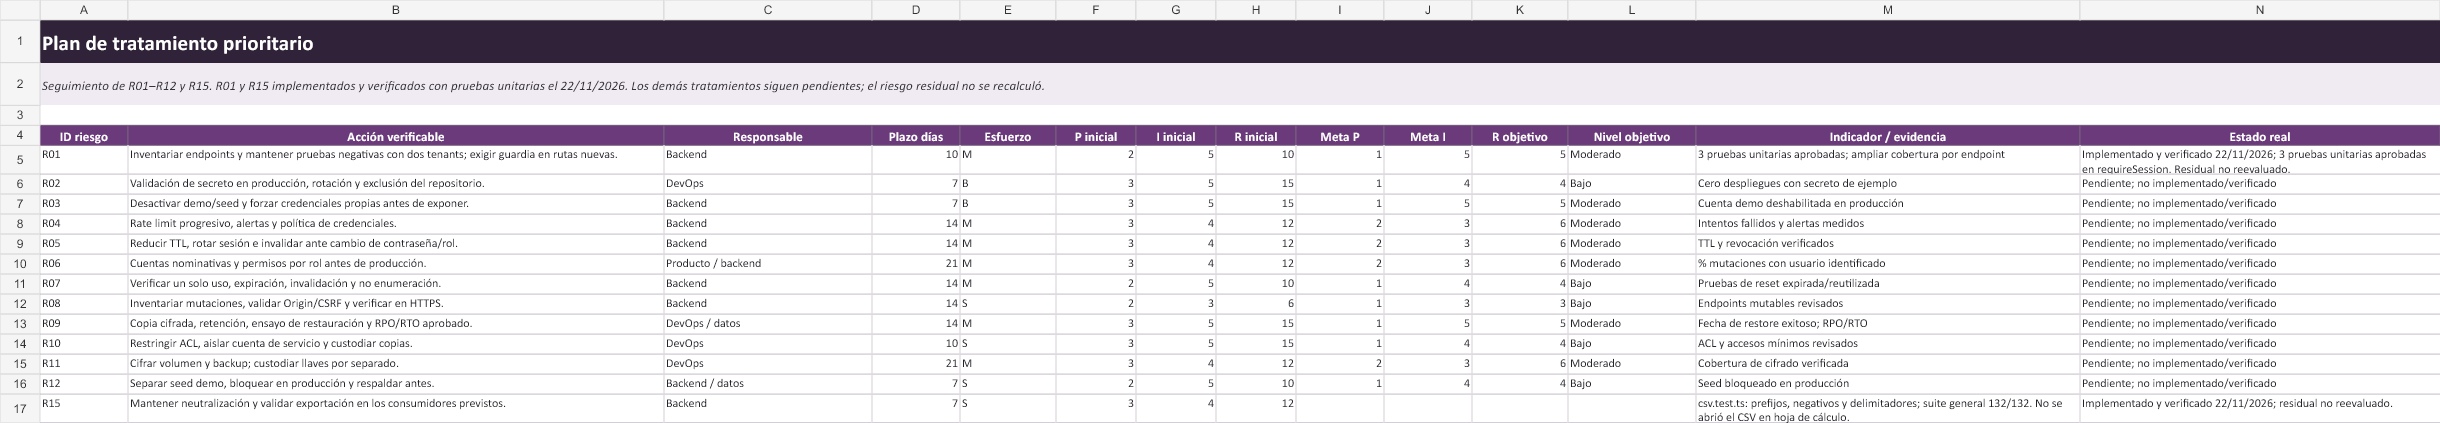 A B C D E F G H I J K L M N
1 Plan de tratamiento prioritario
2 Seguimiento de R01–R12 y R15. R01 y R15 implementados y verificados con pruebas unitarias el 22/11/2026. Los demás tratamientos siguen pendientes; el riesgo residual no se recalculó.
3
4 ID riesgo Acción verificable Responsable Plazo días Esfuerzo P inicial I inicial R inicial Meta P Meta I R objetivo Nivel objetivo Indicador / evidencia Estado real
5 R01 Inventariar endpoints y mantener pruebas negativas con dos tenants; exigir guardia en rutas nuevas. Backend 10 M 2 5 10 1 5 5 Moderado 3 pruebas unitarias aprobadas; ampliar cobertura por endpoint Implementado y verificado 22/11/2026; 3 pruebas unitarias aprobadas
en requireSession. Residual no reevaluado.
6 R02 Validación de secreto en producción, rotación y exclusión del repositorio. DevOps 7 B 3 5 15 1 4 4 Bajo Cero despliegues con secreto de ejemplo Pendiente; no implementado/verificado
7 R03 Desactivar demo/seed y forzar credenciales propias antes de exponer. Backend 7 B 3 5 15 1 5 5 Moderado Cuenta demo deshabilitada en producción Pendiente; no implementado/verificado
8 R04 Rate limit progresivo, alertas y política de credenciales. Backend 14 M 3 4 12 2 3 6 Moderado Intentos fallidos y alertas medidos Pendiente; no implementado/verificado
9 R05 Reducir TTL, rotar sesión e invalidar ante cambio de contraseña/rol. Backend 14 M 3 4 12 2 3 6 Moderado TTL y revocación verificados Pendiente; no implementado/verificado
10 R06 Cuentas nominativas y permisos por rol antes de producción. Producto / backend 21 M 3 4 12 2 3 6 Moderado % mutaciones con usuario identificado Pendiente; no implementado/verificado
11 R07 Verificar un solo uso, expiración, invalidación y no enumeración. Backend 14 M 2 5 10 1 4 4 Bajo Pruebas de reset expirada/reutilizada Pendiente; no implementado/verificado
12 R08 Inventariar mutaciones, validar Origin/CSRF y verificar en HTTPS. Backend 14 S 2 3 6 1 3 3 Bajo Endpoints mutables revisados Pendiente; no implementado/verificado
13 R09 Copia cifrada, retención, ensayo de restauración y RPO/RTO aprobado. DevOps / datos 14 M 3 5 15 1 5 5 Moderado Fecha de restore exitoso; RPO/RTO Pendiente; no implementado/verificado
14 R10 Restringir ACL, aislar cuenta de servicio y custodiar copias. DevOps 10 S 3 5 15 1 4 4 Bajo ACL y accesos mínimos revisados Pendiente; no implementado/verificado
15 R11 Cifrar volumen y backup; custodiar llaves por separado. DevOps 21 M 3 4 12 2 3 6 Moderado Cobertura de cifrado verificada Pendiente; no implementado/verificado
16 R12 Separar seed demo, bloquear en producción y respaldar antes. Backend / datos 7 S 2 5 10 1 4 4 Bajo Seed bloqueado en producción Pendiente; no implementado/verificado
17 R15 Mantener neutralización y validar exportación en los consumidores previstos. Backend 7 S 3 4 12 csv.test.ts: prefijos, negativos y delimitadores; suite general 132/132. No se Implementado y verificado 22/11/2026; residual no reevaluado.
abrió el CSV en hoja de cálculo.